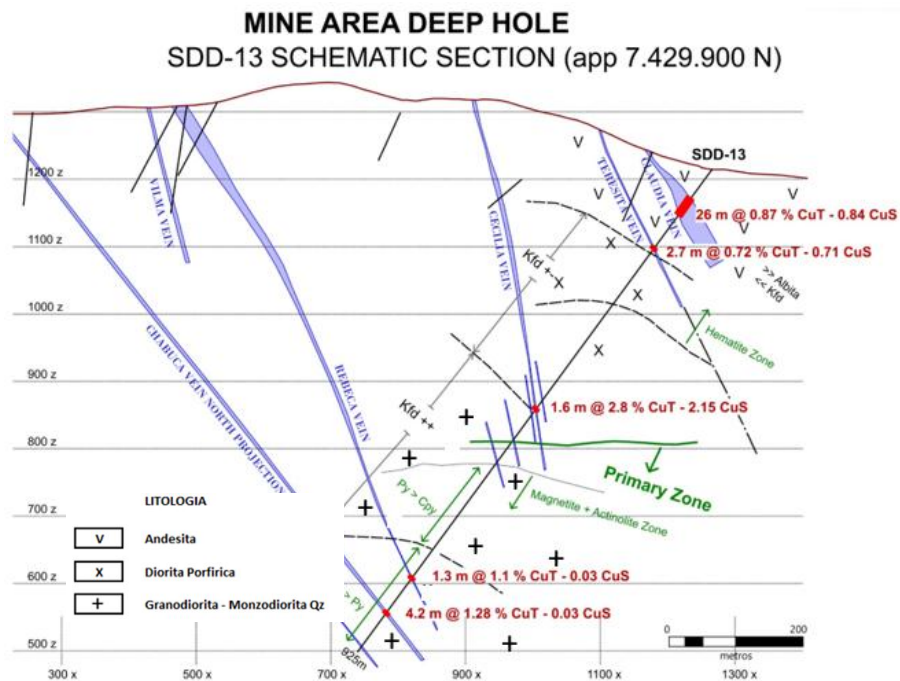 MINE AREA DEEP HOLE
SDD-13 SCHEMATIC SECTION (app 7.429.900 N)
SDD-13
1200 z
1100 z
1000 z
900 z
800 z
700 z
600 z
500 z
VILMA VEIN
CECILIA VEIN
TERESITA VEIN
CLAUDIA VEIN
26 m @ 0.87 % CuT - 0.84 CuS
2.7 m @ 0.72 % CuT - 0.71 CuS
>> Albita
<< Kfd
Kfd +-
Hematite Zone
CHABUCA VEIN NORTH PROJECTION
REBECA VEIN
1.6 m @ 2.8 % CuT - 2.15 CuS
Kfd ++
Primary Zone
Py > Cpy
Magnetite + Actinolite Zone
LITOLOGIA
V Andesita
X Diorita Porfirica
+ Granodiorita - Monzodiorita Qz
1.3 m @ 1.1 % CuT - 0.03 CuS
> Py
4.2 m @ 1.28 % CuT - 0.03 CuS
925m
0 200
metros
300 x 500 x 700 x 900 x 1100 x 1300 x